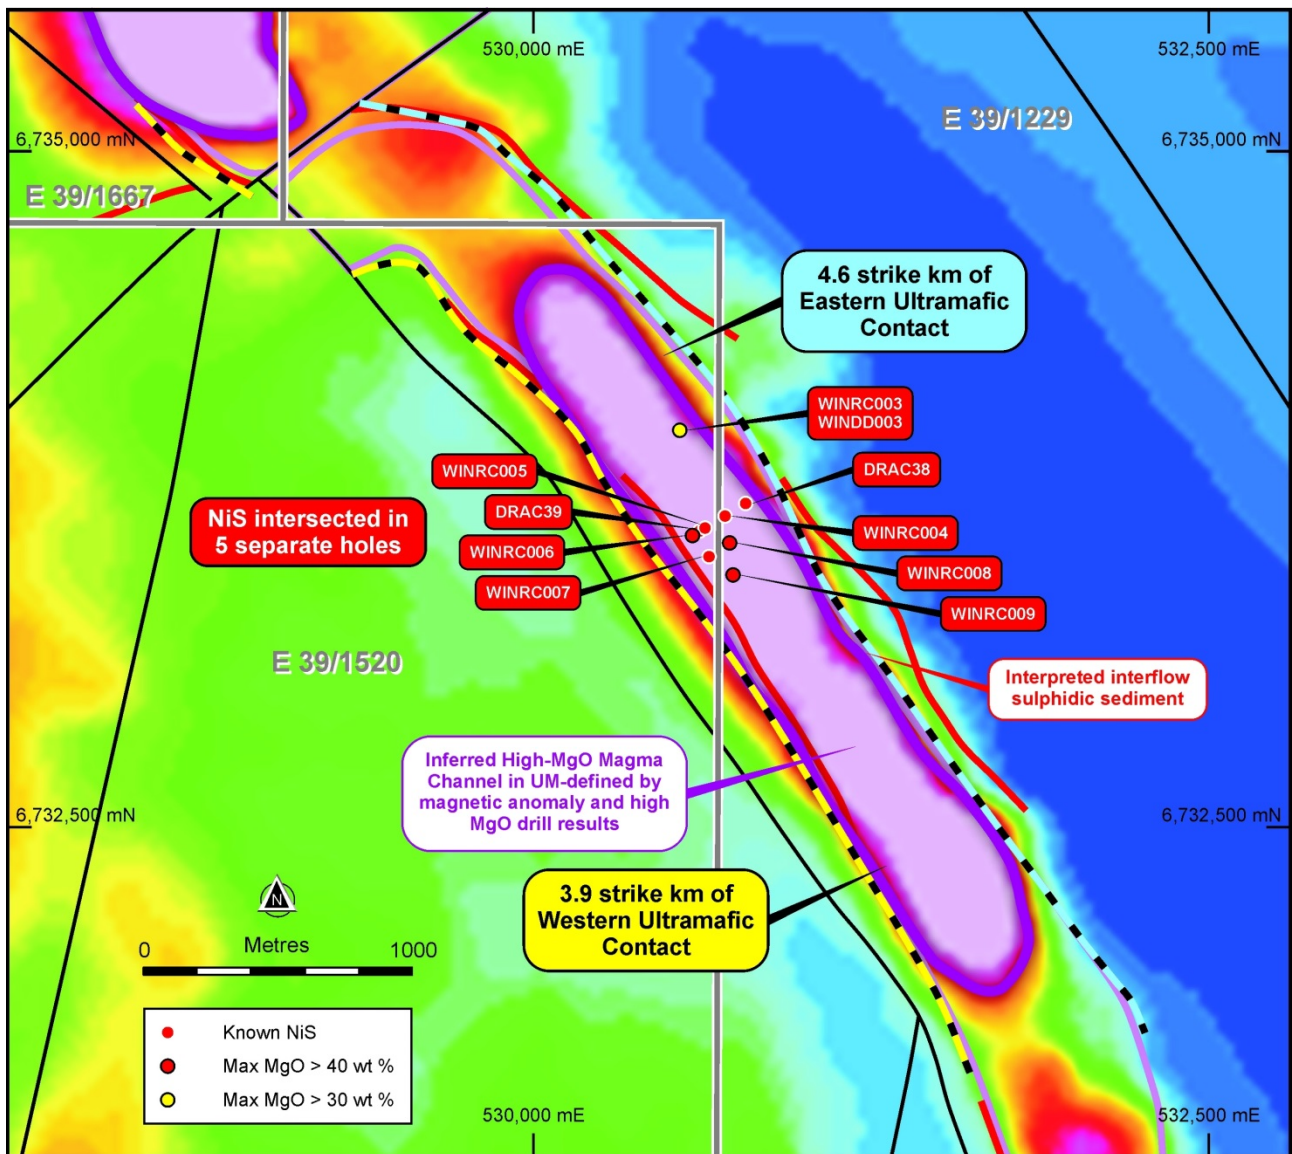 530,000 mE
532,500 mE
E 39/1229
6,735,000 mN
6,735,000 mN
E 39/1667
4.6 strike km of
Eastern Ultramafic
Contact
WINRC003
WINDD003
WINRC005
DRAC38
NiS intersected in
5 separate holes
DRAC39
WINRC004
WINRC006
WINRC008
WINRC007
WINRC009
E 39/1520
Interpreted interflow
sulphidic sediment
Inferred High-MgO Magma
Channel in UM-defined by
magnetic anomaly and high
MgO drill results
6,732,500 mN
6,732,500 mN
3.9 strike km of
Western Ultramafic
Contact
N
0
Metres
1000
Known NiS
Max MgO > 40 wt %
Max MgO > 30 wt %
530,000 mE
532,500 mE